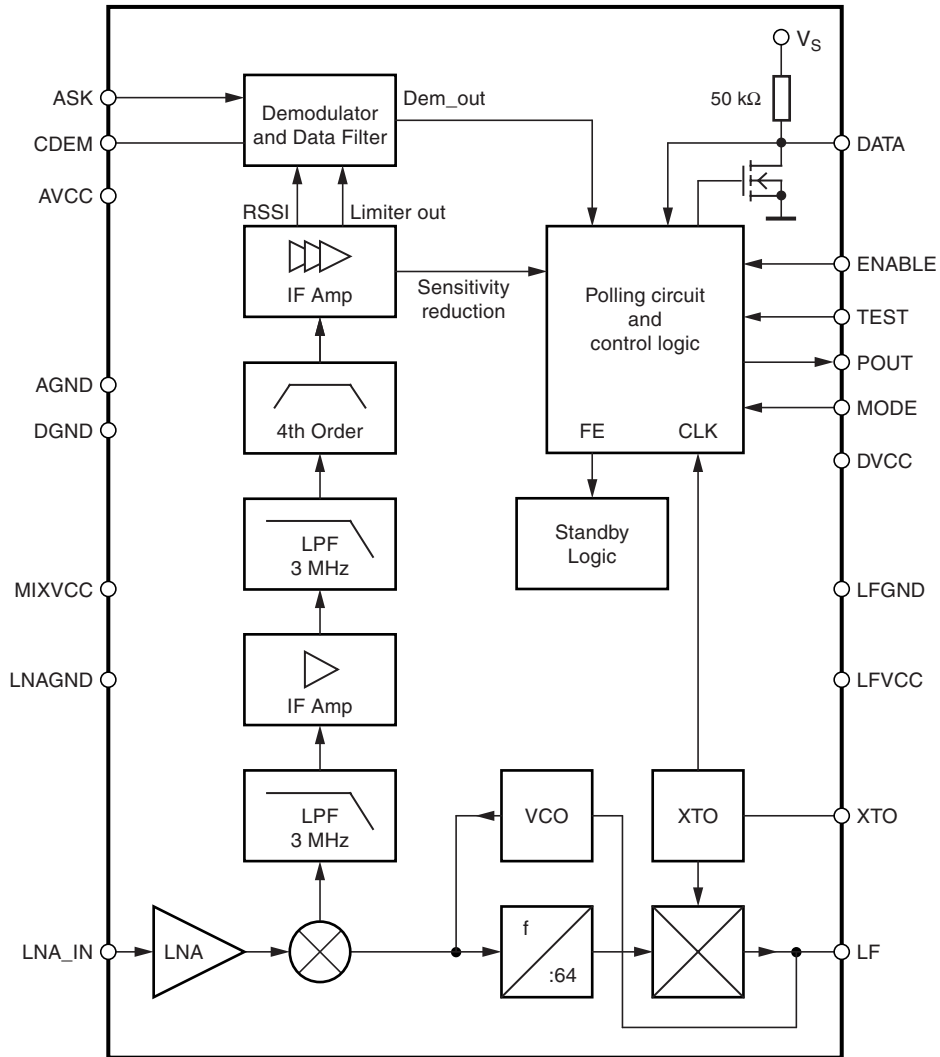 V_S
50 kΩ
ASK
CDEM
AVCC
Demodulator
and Data Filter
Dem_out
DATA
RSSI
Limiter out
IF Amp
Sensitivity
reduction
Polling circuit
and
control logic
FE
CLK
ENABLE
TEST
POUT
MODE
DVCC
AGND
DGND
4th Order
LPF
3 MHz
Standby
Logic
MIXVCC
LNAGND
LFGND
LFVCC
IF Amp
LPF
3 MHz
VCO
XTO
XTO
LNA_IN
LNA
f
:64
LF